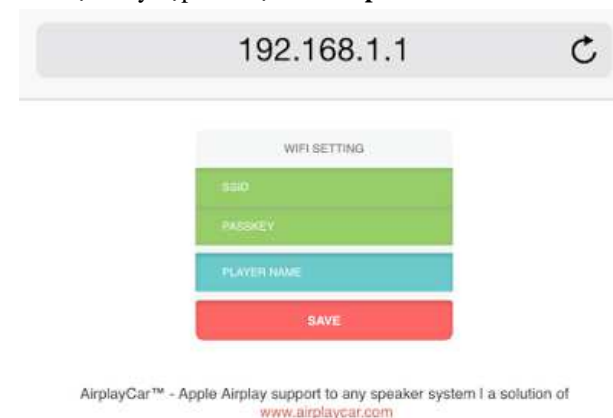 192.168.1.1
WIFI SETTING
SSID
PASSKEY
PLAYER NAME
SAVE
AirplayCar™ - Apple Airplay support to any speaker system | a solution of
www.airplaycar.com